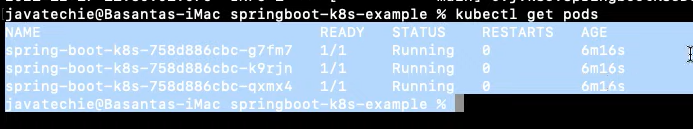 javatechie@Basantas-iMac springboot-k8s-example % kubectl get pods
NAME READY STATUS RESTARTS AGE
spring-boot-k8s-758d886cbc-g7fm7 1/1 Running 0 6m16s
spring-boot-k8s-758d886cbc-k9rjn 1/1 Running 0 6m16s
spring-boot-k8s-758d886cbc-qxmx4 1/1 Running 0 6m16s
javatechie@Basantas-iMac springboot-k8s-example %